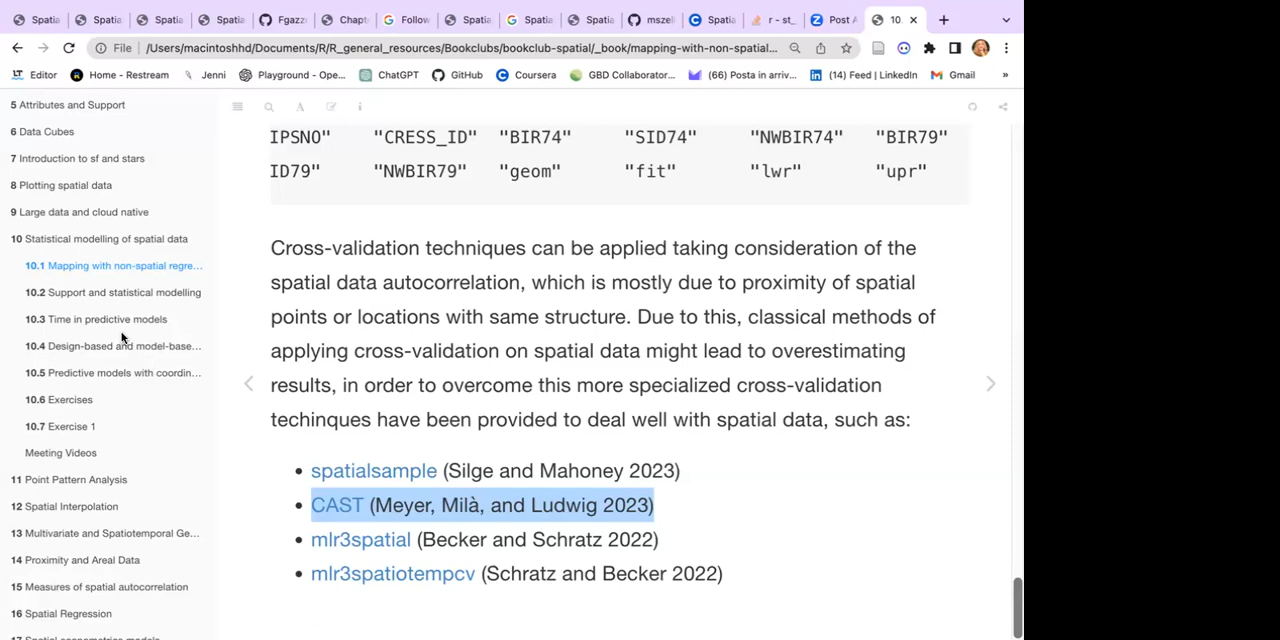 Spatia
Spatia
Spatia
Spatia
Fgazz
Chapt
Follow
Spatia
Spatia
Spatia
mszel
Spatia
r - st_
Post A
10.
File
/Users/macintoshhd/Documents/R/R_general_resources/Bookclubs/bookclub-spatial/_book/mapping-with-non-spatial...
Editor
Home - Restream
Jenni
Playground - Ope...
ChatGPT
GitHub
Coursera
GBD Collaborator...
(66) Posta in arriv...
(14) Feed | LinkedIn
Gmail
»
5 Attributes and Support
6 Data Cubes
7 Introduction to sf and stars
8 Plotting spatial data
9 Large data and cloud native
10 Statistical modelling of spatial data
10.1 Mapping with non-spatial regre...
10.2 Support and statistical modelling
10.3 Time in predictive models
10.4 Design-based and model-base...
10.5 Predictive models with coordin...
10.6 Exercises
10.7 Exercise 1
Meeting Videos
11 Point Pattern Analysis
12 Spatial Interpolation
13 Multivariate and Spatiotemporal Ge...
14 Proximity and Areal Data
15 Measures of spatial autocorrelation
16 Spatial Regression
17 Spatial econometrics models
IPSNO" "CRESS_ID" "BIR74" "SID74" "NWBIR74" "BIR79"
ID79" "NWBIR79" "geom" "fit" "lwr" "upr"
Cross-validation techniques can be applied taking consideration of the
spatial data autocorrelation, which is mostly due to proximity of spatial
points or locations with same structure. Due to this, classical methods of
applying cross-validation on spatial data might lead to overestimating
results, in order to overcome this more specialized cross-validation
techinques have been provided to deal well with spatial data, such as:
• spatialsample (Silge and Mahoney 2023)
• CAST (Meyer, Milà, and Ludwig 2023)
• mlr3spatial (Becker and Schratz 2022)
• mlr3spatiotempcv (Schratz and Becker 2022)